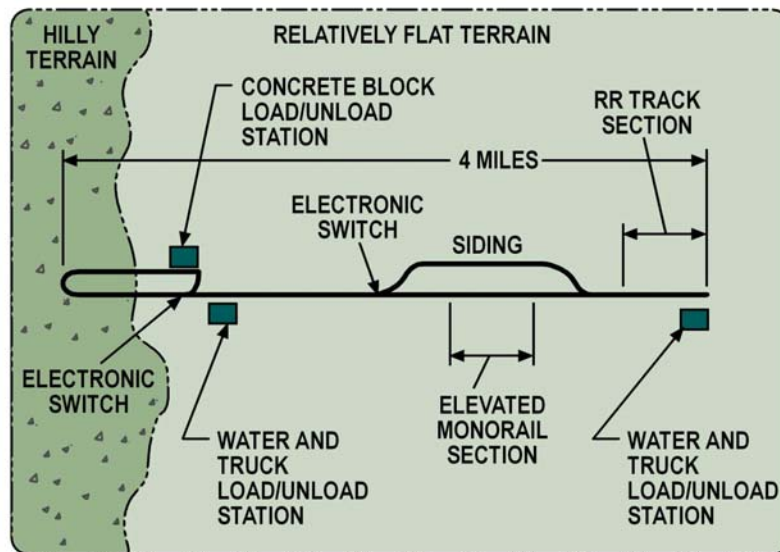 HILLY
TERRAIN
RELATIVELY FLAT TERRAIN
CONCRETE BLOCK
LOAD/UNLOAD
STATION
RR TRACK
SECTION
4 MILES
ELECTRONIC
SWITCH
SIDING
ELECTRONIC
SWITCH
WATER AND
TRUCK
LOAD/UNLOAD
STATION
ELEVATED
MONORAIL
SECTION
WATER AND
TRUCK
LOAD/UNLOAD
STATION